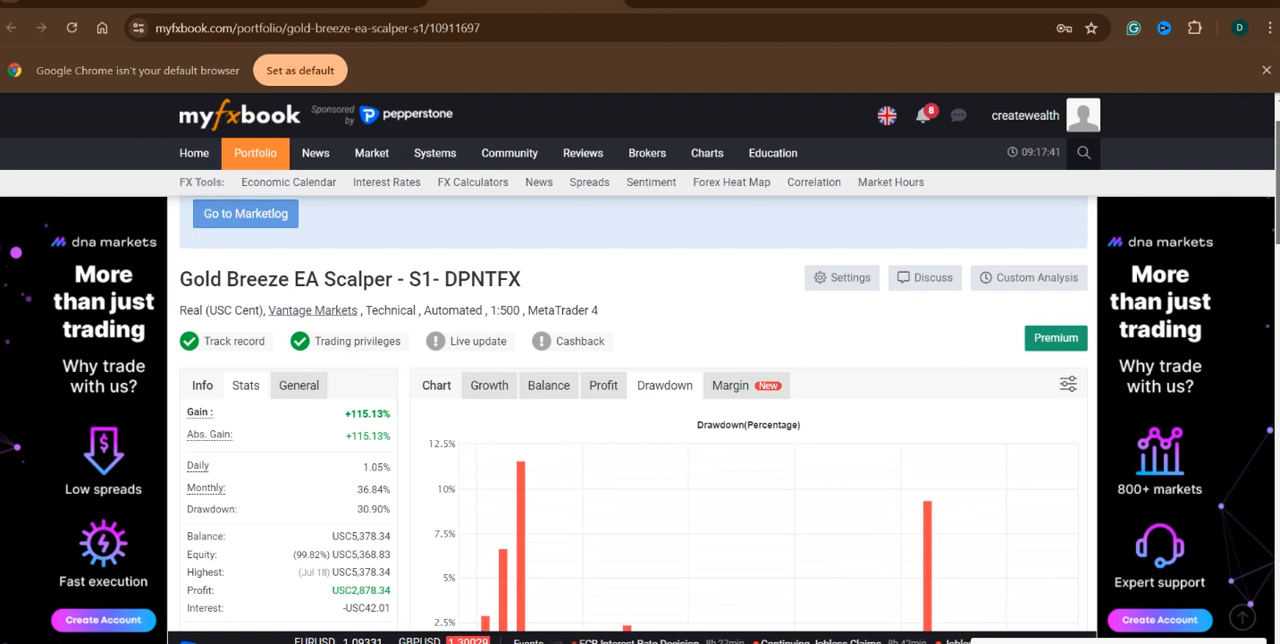 myfxbook.com/portfolio/gold-breeze-ea-scalper-s1/10911697
D
Google Chrome isn't your default browser
Set as default
myfxbook Sponsored by pepperstone
8
createwealth
Home Portfolio News Market Systems Community Reviews Brokers Charts Education
09:17:41
FX Tools: Economic Calendar Interest Rates FX Calculators News Spreads Sentiment Forex Heat Map Correlation Market Hours
Go to Marketlog
dna markets
More
than just
trading
Why trade
with us?
Low spreads
Fast execution
Create Account
Gold Breeze EA Scalper - S1- DPNTFX
Settings
Discuss
Custom Analysis
Real (USC Cent), Vantage Markets , Technical , Automated , 1:500 , MetaTrader 4
Track record
Trading privileges
Live update
Cashback
Premium
Info Stats General
Gain : +115.13%
Abs. Gain: +115.13%
Daily 1.05%
Monthly: 36.84%
Drawdown: 30.90%
Balance: USC5,378.34
Equity: (99.82%) USC5,368.83
Highest: (Jul 18) USC5,378.34
Profit: USC2,878.34
Interest: -USC42.01
Chart Growth Balance Profit Drawdown Margin New
Drawdown(Percentage)
12.5%
10%
7.5%
5%
2.5%
dna markets
More
than just
trading
Why trade
with us?
800+ markets
Expert support
Create Account
EURUSD 1.09331 GBPUSD 1.30029 Events ECB Interest Rate Decision 8h 27min Continuing Jobless Claims 8h 42min